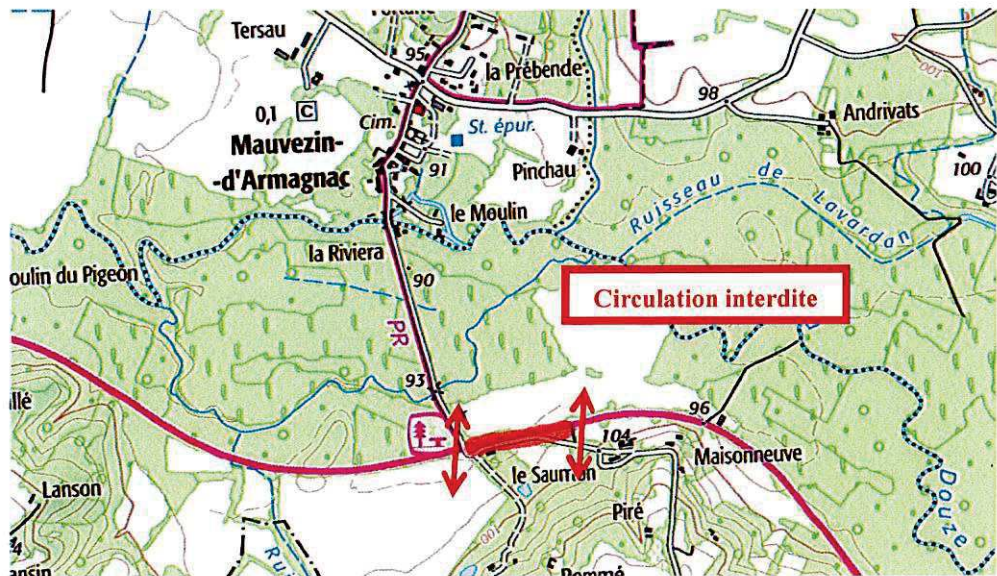 Tersau
95
la Prébende
0,1
C
Cim.
St. épur.
98
Andrivats
Mauvezin-
-d'Armagnac
91
Pinchau
100
le Moulin
Ruisseau de Lavardan
la Riviera
oulin du Pigeon
90
Circulation interdite
PR
93
96
104
le Saumon
Maisonneuve
Lanson
Piré
100
Douze